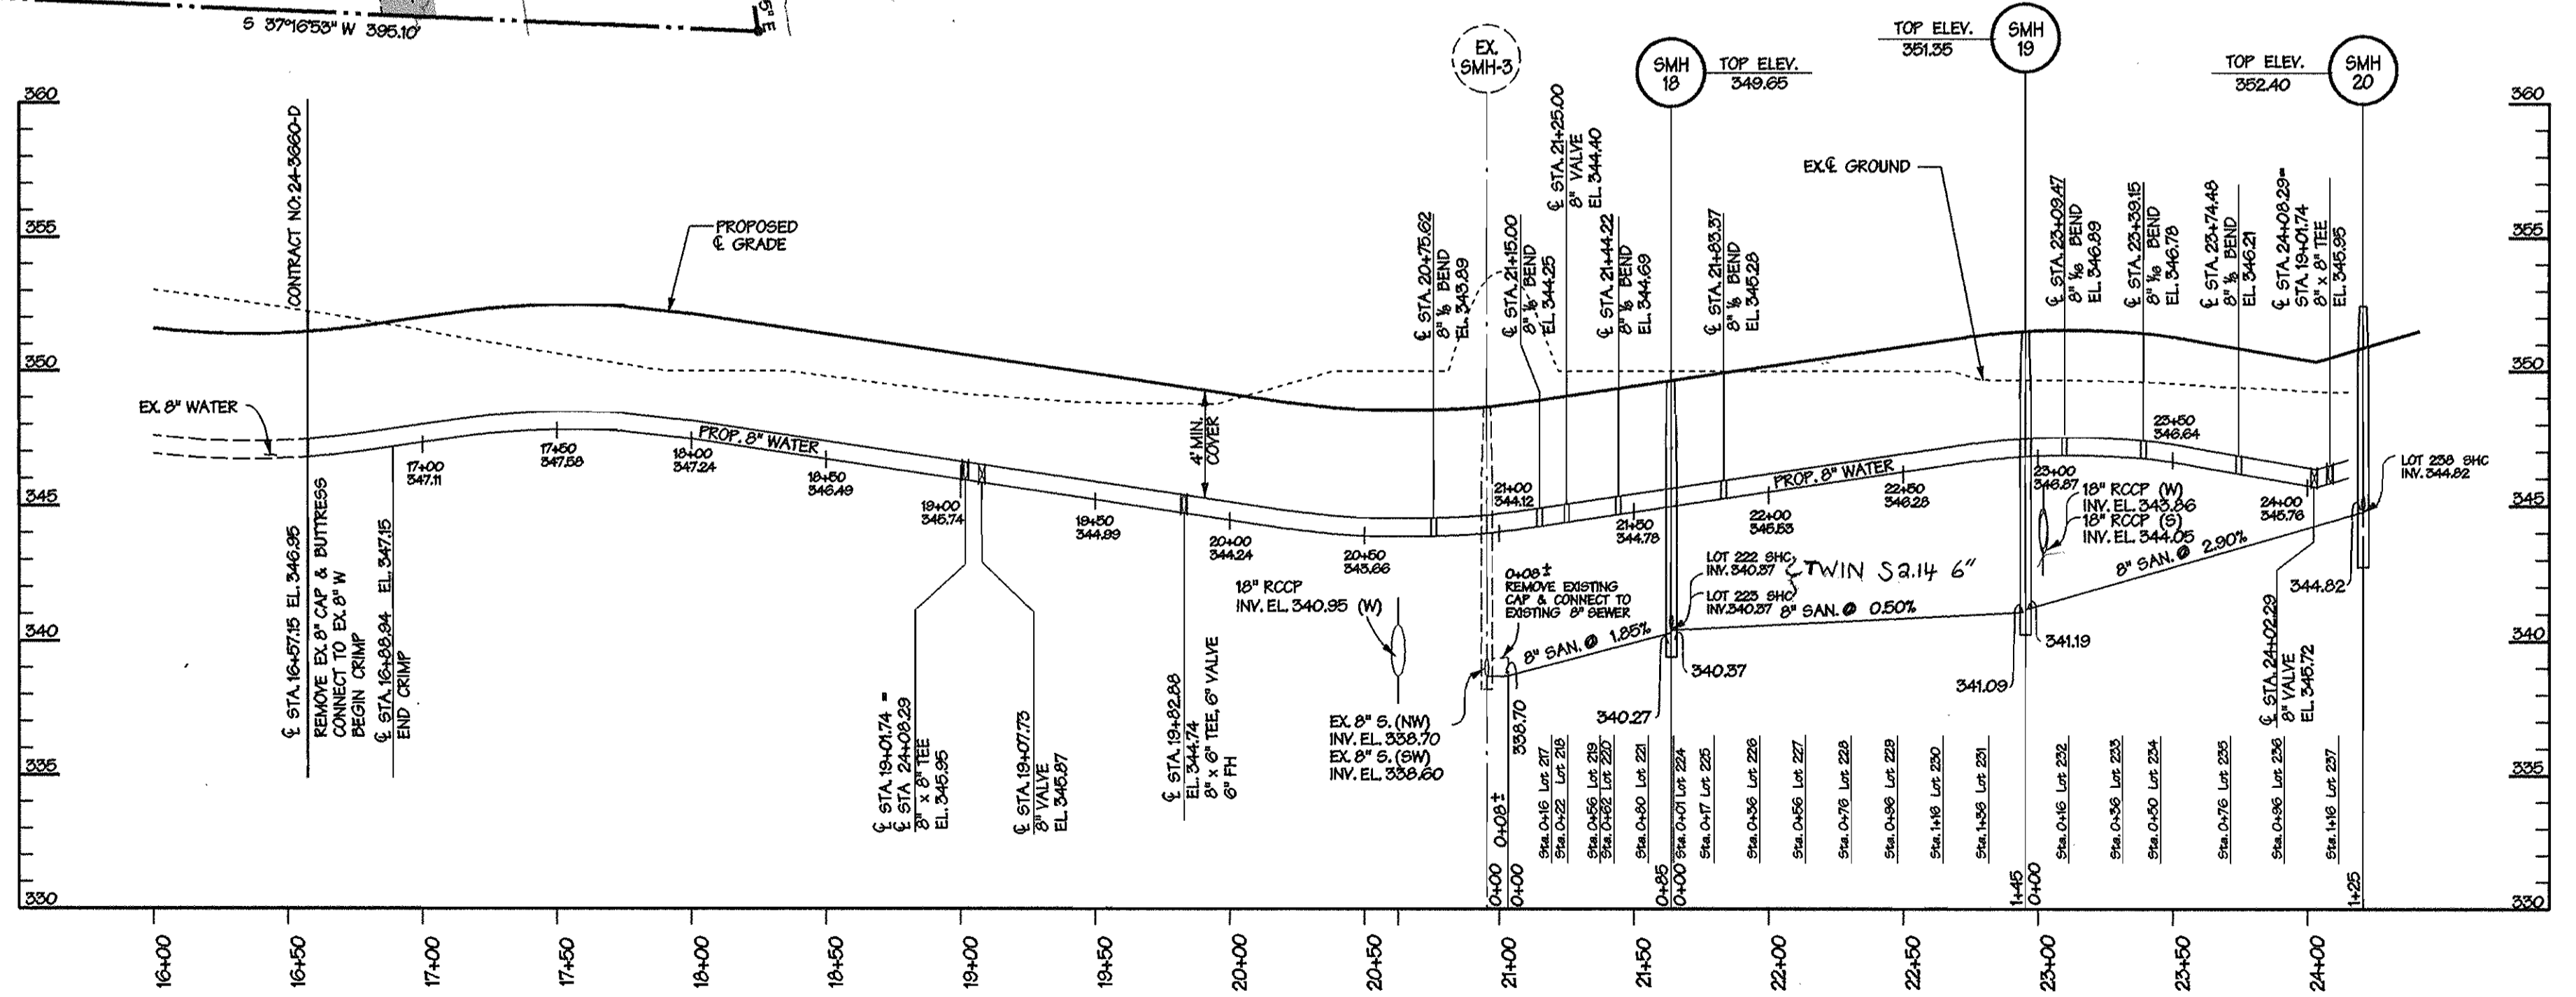 S 37°16'53" W 395.10'
5" E
EX.
SMH-3
SMH
18
TOP ELEV.
349.65
TOP ELEV.
351.35
SMH
19
TOP ELEV.
352.40
SMH
20
360
355
350
345
340
335
330
360
355
350
345
340
335
330
CONTRACT NO: 24-3660-D
℄ STA. 16+57.15 EL. 346.95
REMOVE EX. 8" CAP & BUTTRESS
CONNECT TO EX. 8" W
BEGIN CRIMP
℄ STA. 16+88.94 EL. 347.15
END CRIMP
EX. 8" WATER
PROPOSED
℄ GRADE
PROP. 8" WATER
4' MIN.
COVER
17+00
347.11
17+50
347.58
18+00
347.24
18+50
346.49
19+00
345.74
19+50
344.99
20+00
344.24
20+50
343.66
21+00
344.12
21+50
344.78
22+00
345.53
22+50
346.28
23+00
346.87
23+50
346.64
24+00
345.76
℄ STA. 19+01.74 =
℄ STA 24+08.29
8" x 8" TEE
EL. 345.95
℄ STA. 19+07.73
8" VALVE
EL. 345.87
℄ STA. 19+82.88
EL. 344.74
8" x 6" TEE, 6" VALVE
6" FH
18" RCCP
INV. EL. 340.95 (W)
EX. 8" S. (NW)
INV. EL. 338.70
EX. 8" S. (SW)
INV. EL. 338.60
℄ STA. 20+75.62
8" 1/8 BEND
EL. 343.89
℄ STA. 21+15.00
8" 1/8 BEND
EL. 344.25
℄ STA. 21+25.00
8" VALVE
EL. 344.40
℄ STA. 21+44.22
8" 1/8 BEND
EL. 344.69
℄ STA. 21+83.37
8" 1/8 BEND
EL. 345.28
EX. ℄ GROUND
℄ STA. 23+09.47
8" 1/16 BEND
EL. 346.89
℄ STA. 23+39.15
8" 1/16 BEND
EL. 346.78
℄ STA. 23+74.48
8" 1/8 BEND
EL. 346.21
℄ STA. 24+08.29=
STA. 19+01.74
8" x 8" TEE
EL. 345.95
PROP. 8" WATER
0+08±
REMOVE EXISTING
CAP & CONNECT TO
EXISTING 8" SEWER
8" SAN. @ 1.85%
LOT 222 SHC
INV. 340.37
LOT 223 SHC
INV. 340.37
TWIN S 2.14 6"
8" SAN. @ 0.50%
18" RCCP (W)
INV. EL. 343.86
18" RCCP (S)
INV. EL. 344.05
8" SAN. @ 2.90%
LOT 238 SHC
INV. 344.82
344.82
338.70
340.27
340.37
341.09
341.19
℄ STA. 24+02.29
8" VALVE
EL. 345.72
0+00
0+08±
0+00
Sta. 0+16 Lot 217
Sta. 0+22 Lot 218
Sta. 0+56 Lot 219
Sta. 0+62 Lot 220
Sta. 0+80 Lot 221
0+85
0+00
Sta. 0+01 Lot 224
Sta. 0+17 Lot 225
Sta. 0+36 Lot 226
Sta. 0+56 Lot 227
Sta. 0+76 Lot 228
Sta. 0+96 Lot 229
Sta. 1+16 Lot 230
Sta. 1+36 Lot 231
1+45
0+00
Sta. 0+16 Lot 232
Sta. 0+36 Lot 233
Sta. 0+50 Lot 234
Sta. 0+76 Lot 235
Sta. 0+96 Lot 236
Sta. 1+16 Lot 237
1+25
16+00
16+50
17+00
17+50
18+00
18+50
19+00
19+50
20+00
20+50
21+00
21+50
22+00
22+50
23+00
23+50
24+00